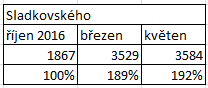 Sladkovského
říjen 2016 březen květen
1867 3529 3584
100% 189% 192%